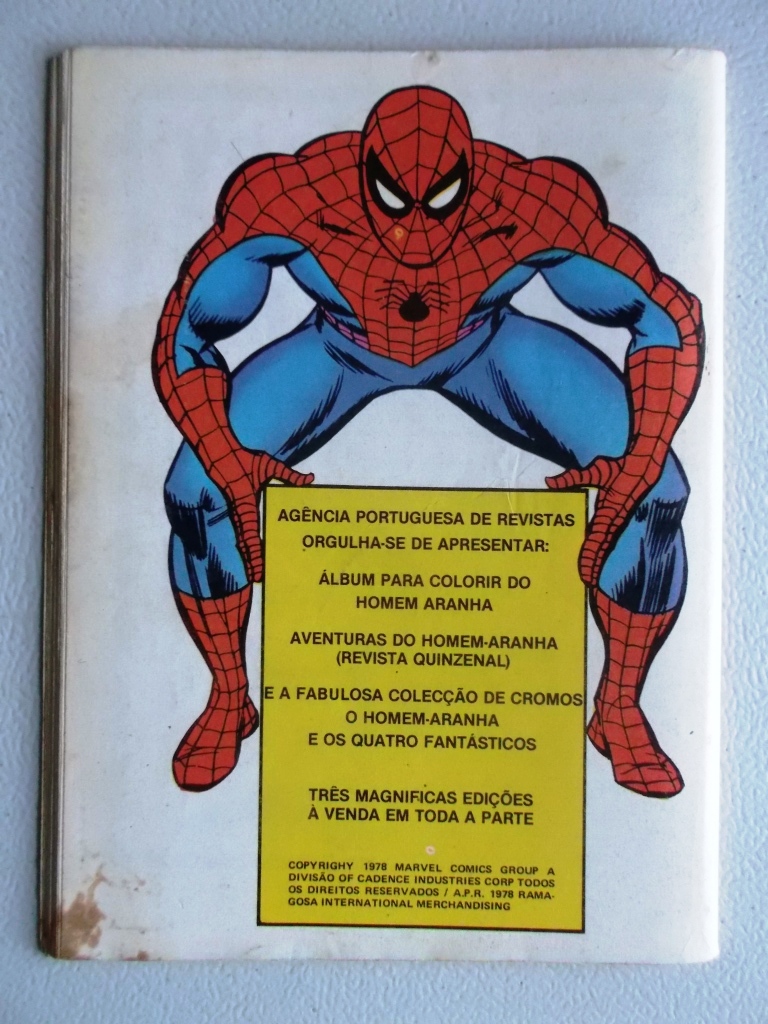 AGÊNCIA PORTUGUESA DE REVISTAS
ORGULHA-SE DE APRESENTAR:
ÁLBUM PARA COLORIR DO
HOMEM ARANHA
AVENTURAS DO HOMEM-ARANHA
(REVISTA QUINZENAL)
E A FABULOSA COLECÇÃO DE CROMOS
O HOMEM-ARANHA
E OS QUATRO FANTÁSTICOS
TRÊS MAGNIFICAS EDIÇÕES
À VENDA EM TODA A PARTE
COPYRIGHY 1978 MARVEL COMICS GROUP A
DIVISÃO OF CADENCE INDUSTRIES CORP TODOS
OS DIREITOS RESERVADOS / A.P.R. 1978 RAMA-
GOSA INTERNATIONAL MERCHANDISING